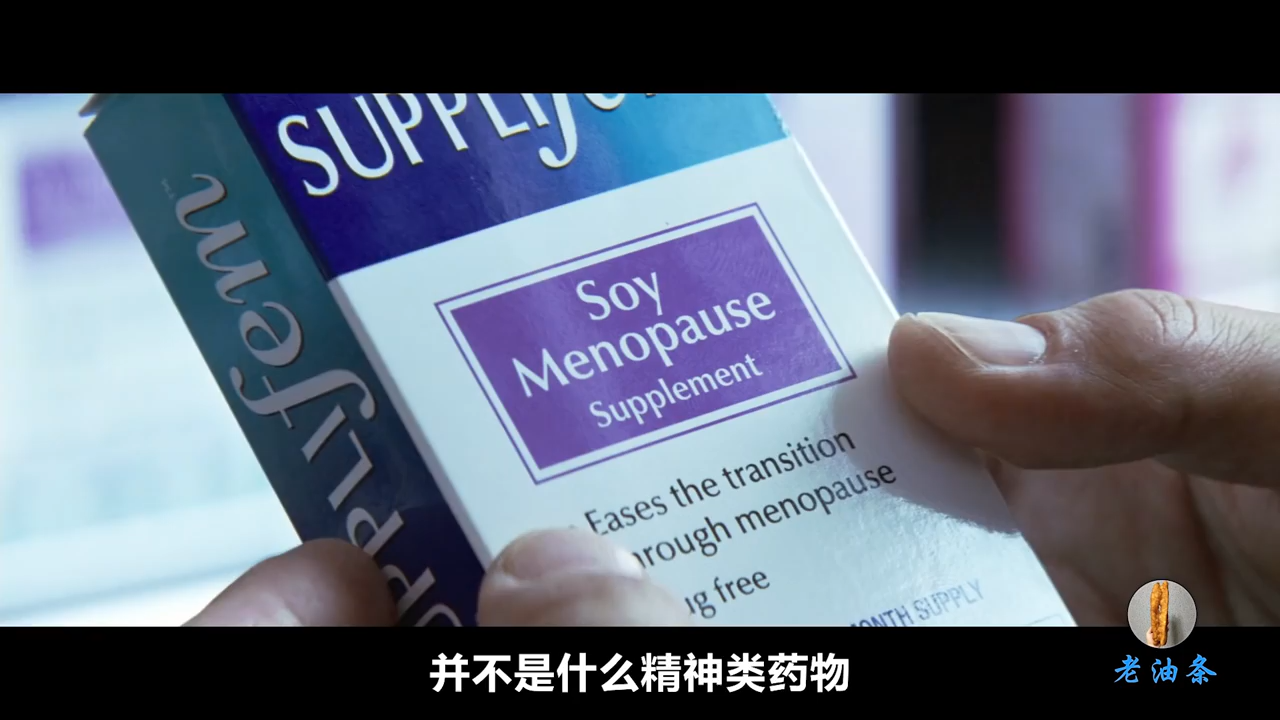 SUPPLIfem
SUPPLIfem
Soy
Menopause
Supplement
Eases the transition
through menopause
free
MONTH SUPPLY
并不是什么精神类药物
老油条